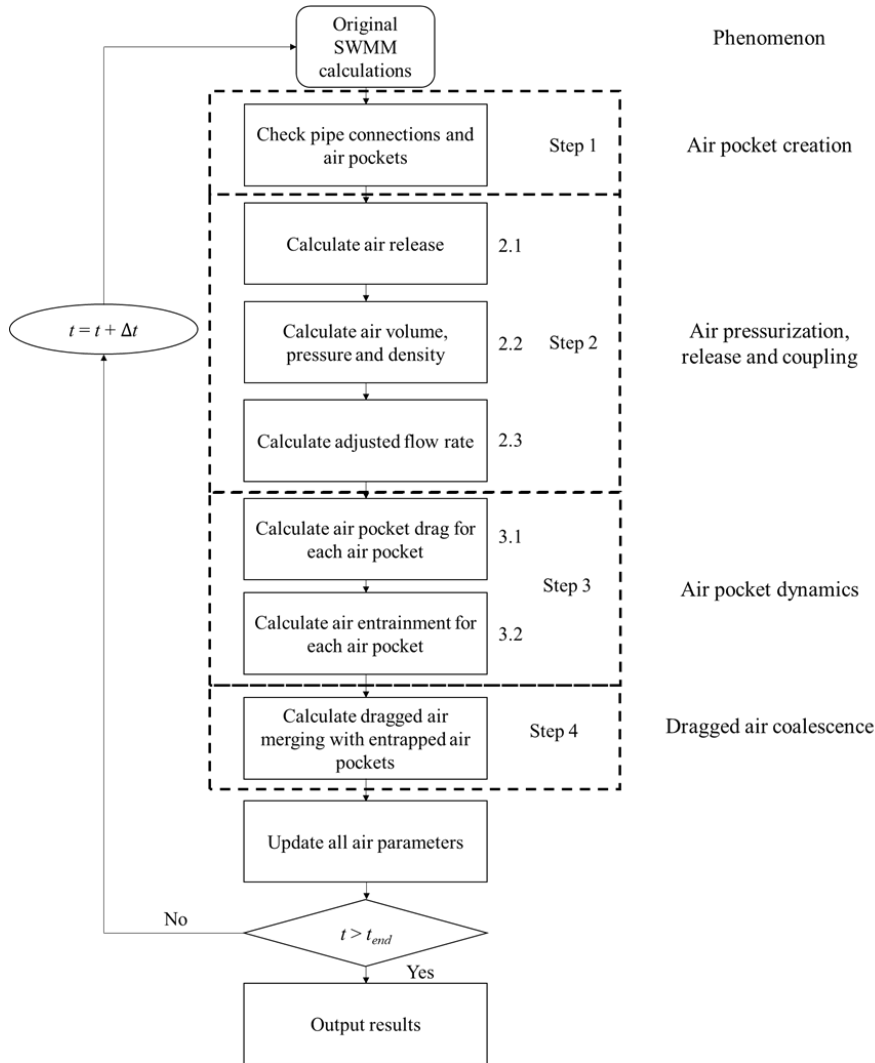 Original
SWMM
calculations
Phenomenon
Check pipe connections and
air pockets
Step 1
Air pocket creation
Calculate air release
2.1
t = t + Δt
Calculate air volume,
pressure and density
2.2
Step 2
Air pressurization,
release and coupling
Calculate adjusted flow rate
2.3
Calculate air pocket drag for
each air pocket
3.1
Step 3
Air pocket dynamics
Calculate air entrainment for
each air pocket
3.2
Calculate dragged air
merging with entrapped air
pockets
Step 4
Dragged air coalescence
Update all air parameters
No
t > tend
Yes
Output results